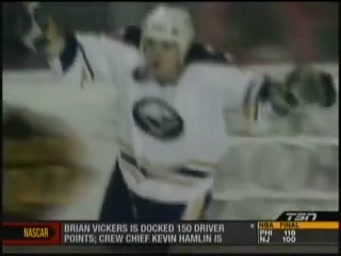 TSN
NASCAR
BRIAN VICKERS IS DOCKED 150 DRIVER
POINTS; CREW CHIEF KEVIN HAMLIN IS
NBA FINAL
PHI 118
NJ 100